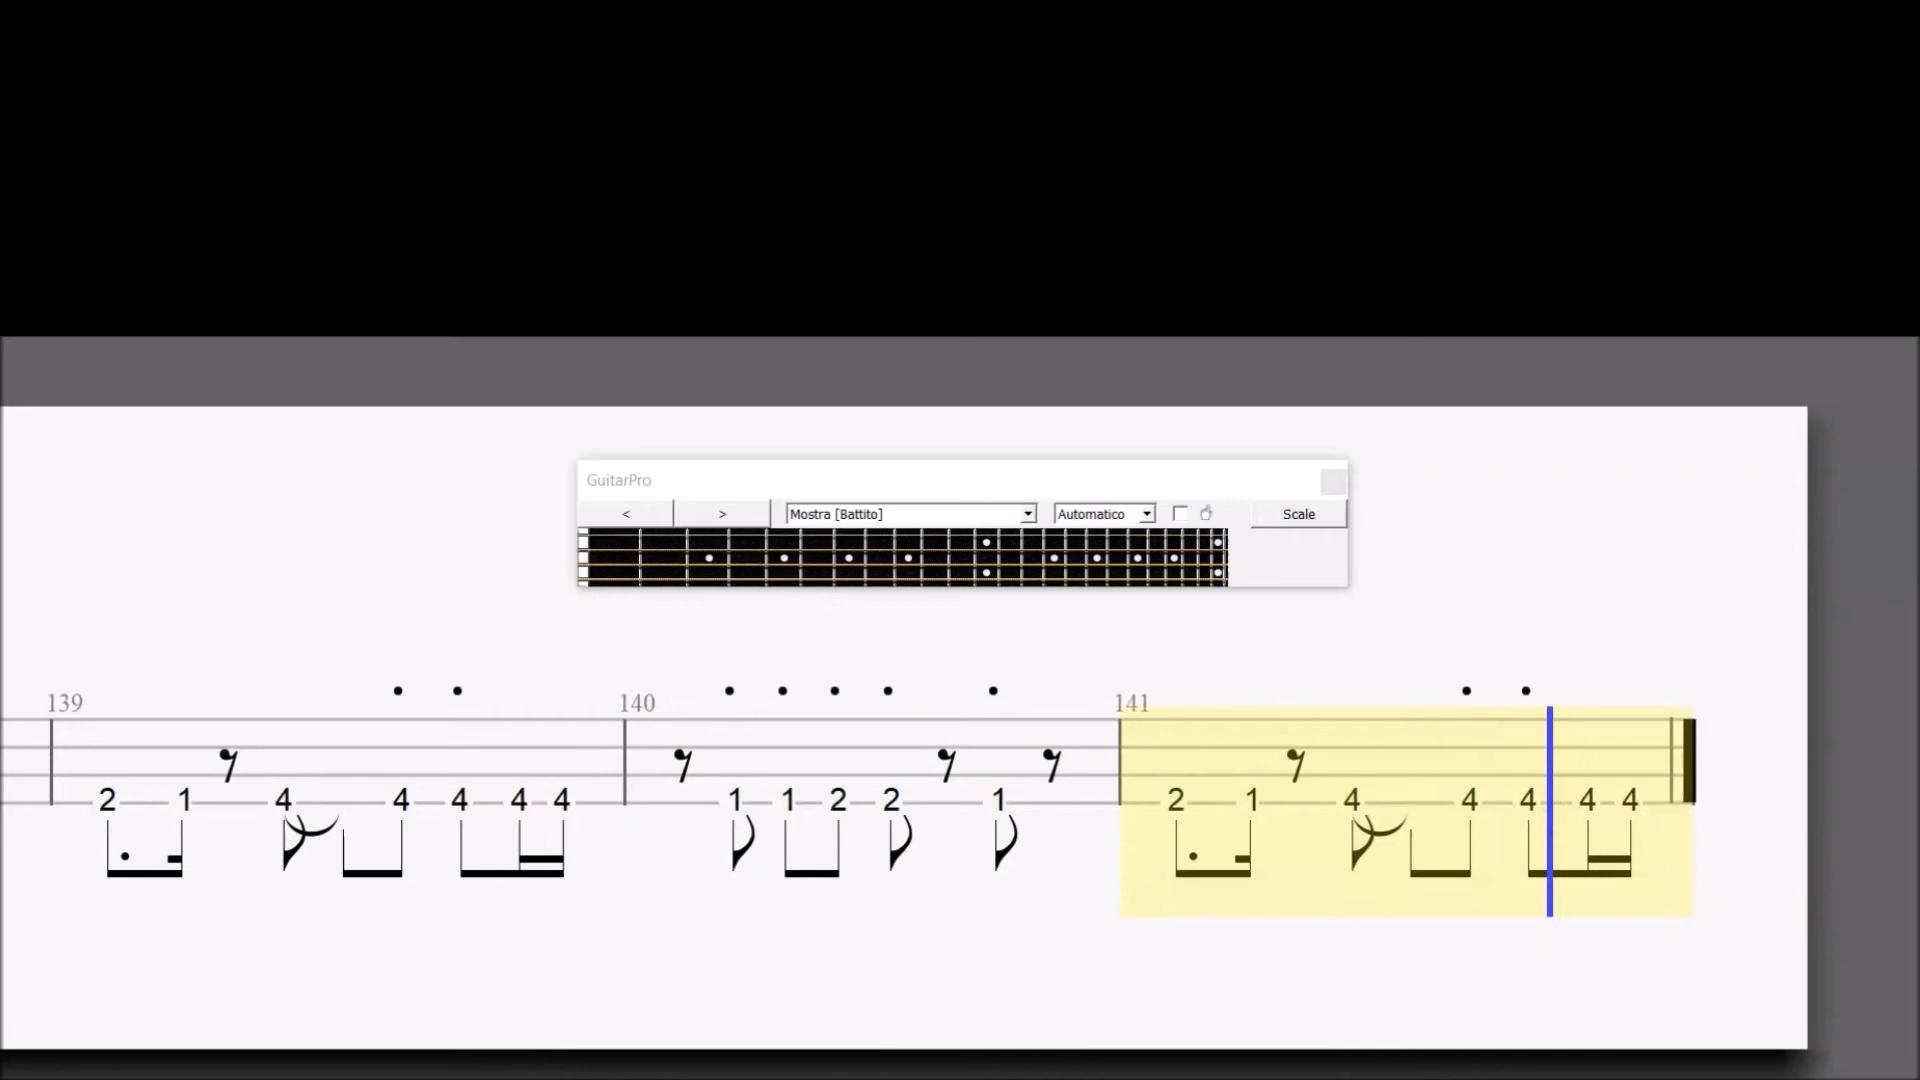 GuitarPro
< > Mostra [Battito] Automatico Scale
139 140 141
2 1 4 4 4 4 4 1 1 2 2 1 2 1 4 4 4 4 4